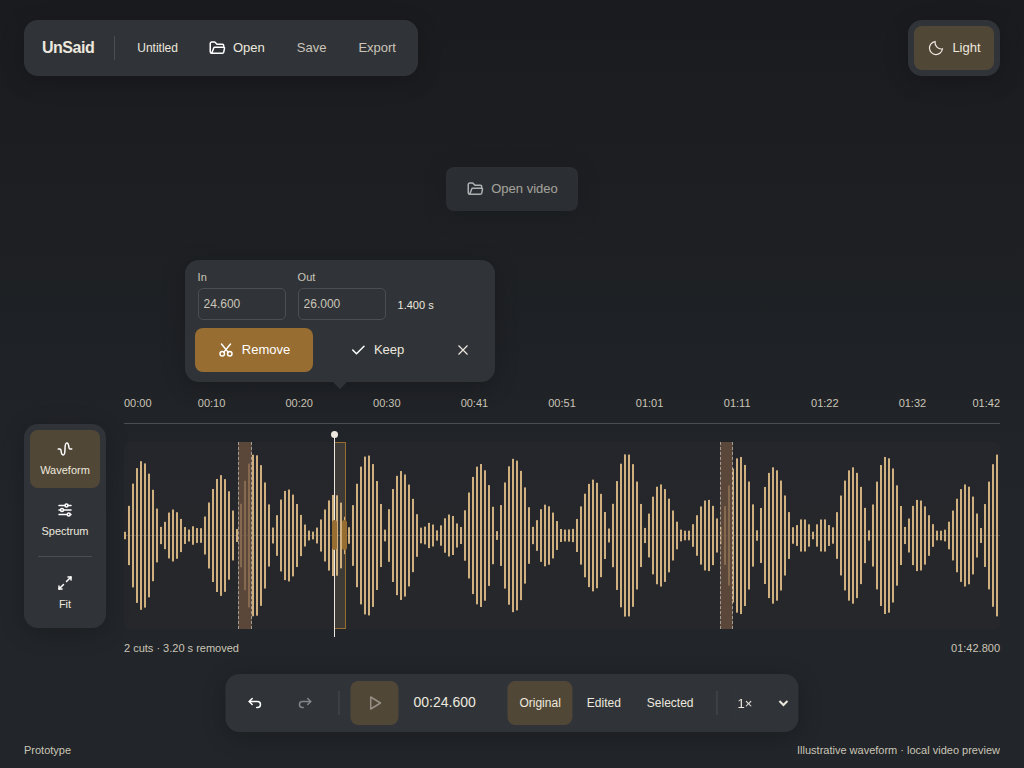 UnSaid Untitled Open Save Export Light
Open video
In Out
24.600 26.000 1.400 s
Remove Keep
00:00 00:10 00:20 00:30 00:41 00:51 01:01 01:11 01:22 01:32 01:42
Waveform
Spectrum
Fit
2 cuts · 3.20 s removed 01:42.800
00:24.600 Original Edited Selected 1×
Prototype Illustrative waveform · local video preview